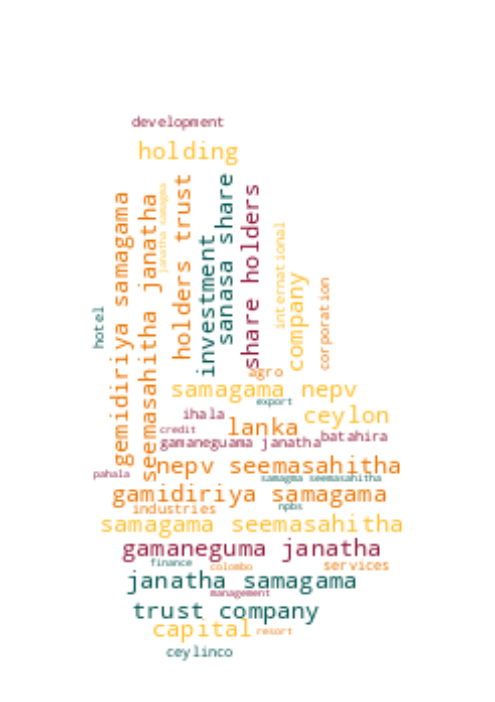 development
holding
gemidiriya samagama
seemasahitha janatha
janatha samagma
holders trust
investment
sanasa share
share holders
international
company
corporation
hotel
agro
samagama nepv
export
ihala
ceylon
credit
lanka
gamaneguama janatha
batahira
nepv seemasahitha
pahala
samagma seemasahitha
gamidiriya samagama
industries
npbs
samagama seemasahitha
gamaneguma janatha
finance
colombo
services
janatha samagama
management
trust company
capital
resort
ceylinco